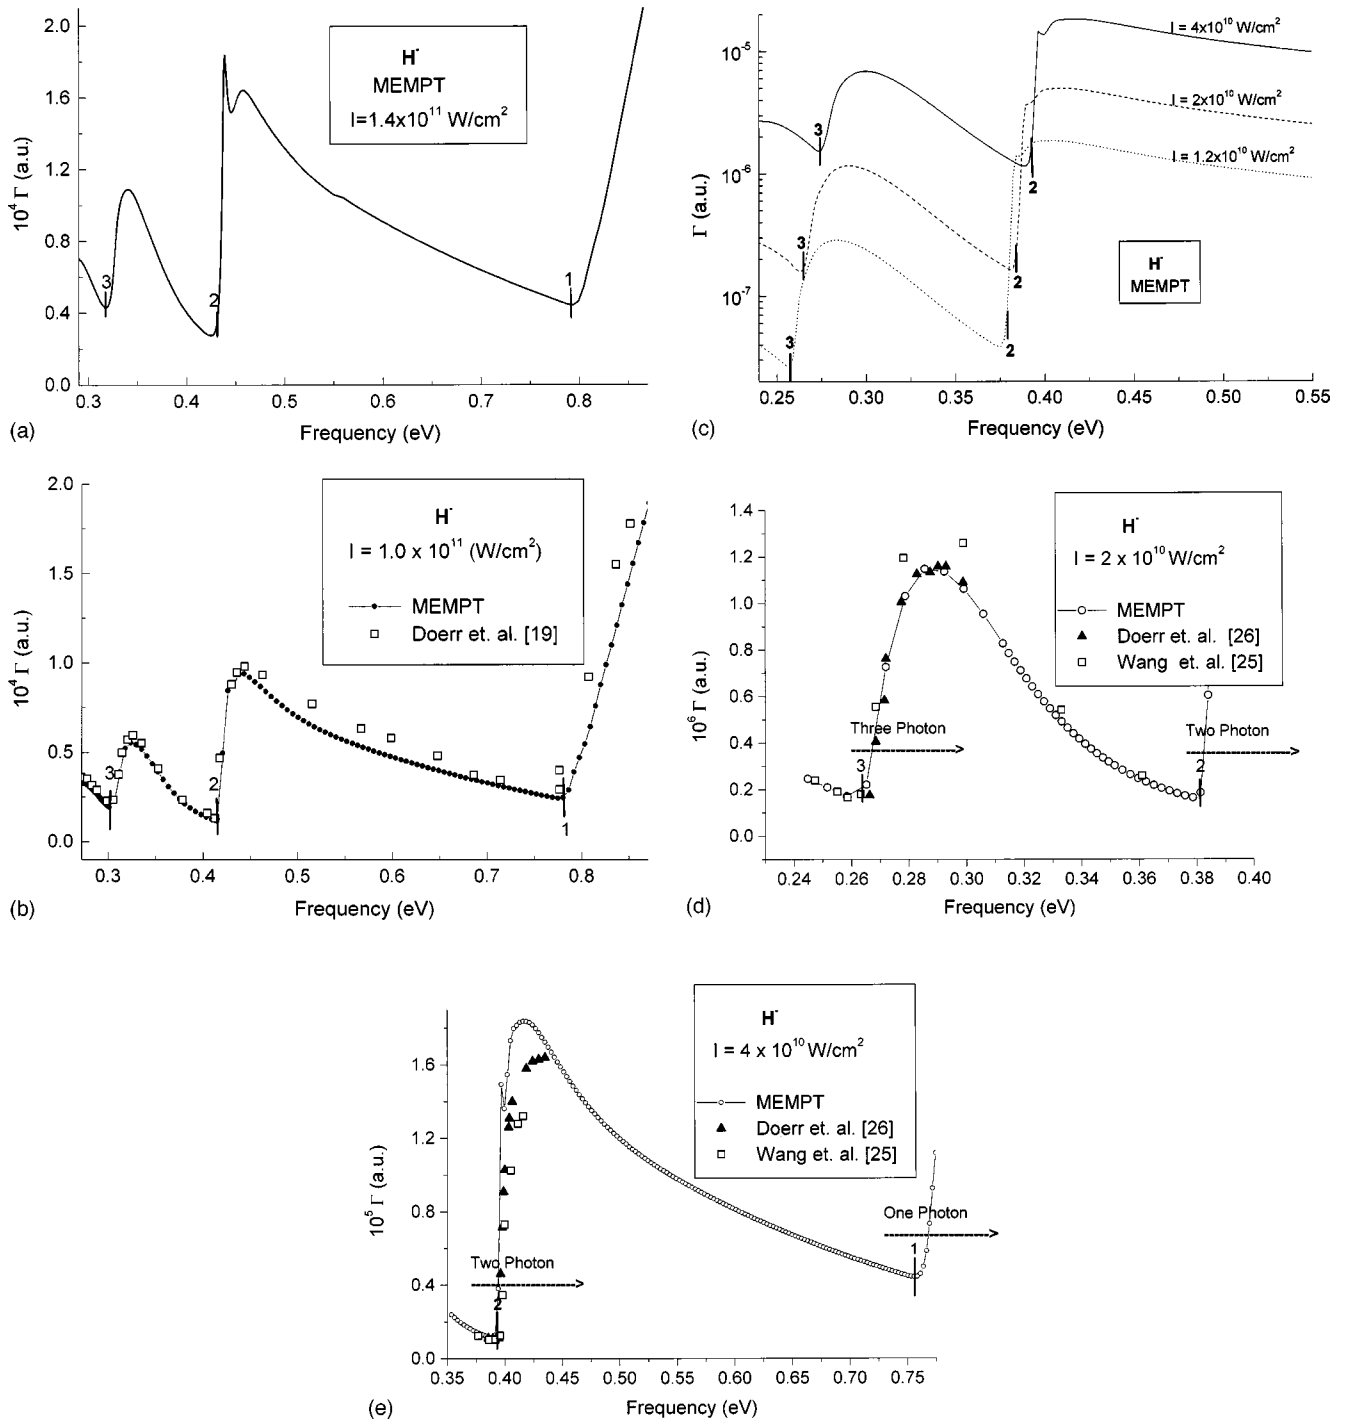 2.0
1.6
1.2
0.8
0.4
0.0
10⁴ Γ (a.u.)
H⁻
MEMPT
I=1.4x10¹¹ W/cm²
3
2
1
0.3 0.4 0.5 0.6 0.7 0.8
Frequency (eV)
(a)
10⁻⁵
10⁻⁶
10⁻⁷
Γ (a.u.)
I = 4x10¹⁰ W/cm²
I = 2x10¹⁰ W/cm²
I = 1.2x10¹⁰ W/cm²
3
2
3
2
3
2
H⁻
MEMPT
0.25 0.30 0.35 0.40 0.45 0.50 0.55
Frequency (eV)
(c)
2.0
1.5
1.0
0.5
0.0
10⁴ Γ (a.u.)
H⁻
I = 1.0 x 10¹¹ (W/cm²)
MEMPT
Doerr et. al. [19]
3
2
1
0.3 0.4 0.5 0.6 0.7 0.8
Frequency (eV)
(b)
1.4
1.2
1.0
0.8
0.6
0.4
0.2
0.0
10⁶ Γ (a.u.)
H⁻
I = 2 x 10¹⁰ W/cm²
MEMPT
Doerr et. al. [26]
Wang et. al. [25]
Three Photon
Two Photon
3
2
0.24 0.26 0.28 0.30 0.32 0.34 0.36 0.38 0.40
Frequency (eV)
(d)
1.6
1.2
0.8
0.4
0.0
10⁵ Γ (a.u.)
H⁻
I = 4 x 10¹⁰ W/cm²
MEMPT
Doerr et. al. [26]
Wang et. al. [25]
One Photon
1
Two Photon
2
0.35 0.40 0.45 0.50 0.55 0.60 0.65 0.70 0.75
Frequency (eV)
(e)